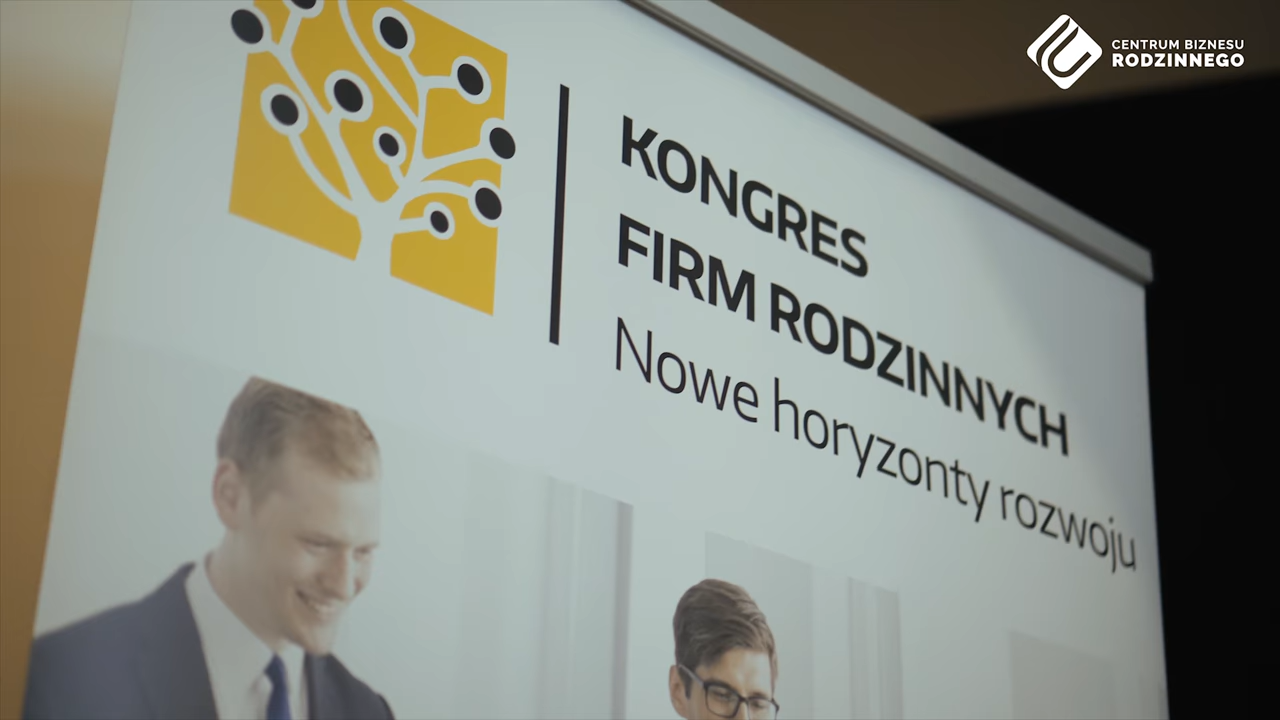 CENTRUM BIZNESU
RODZINNEGO
KONGRES
FIRM RODZINNYCH
Nowe horyzonty rozwoju